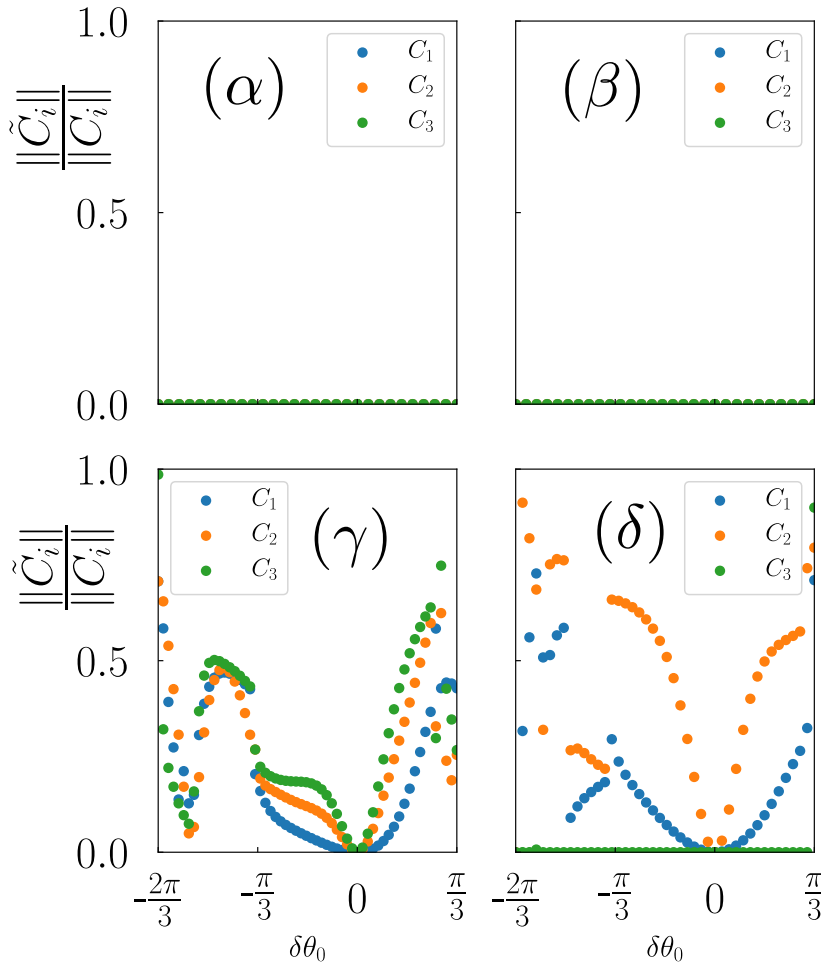 1.0
0.5
0.0
||C̃ᵢ||
||Cᵢ||
(α)
C₁
C₂
C₃
(β)
C₁
C₂
C₃
1.0
0.5
0.0
||C̃ᵢ||
||Cᵢ||
C₁
C₂
C₃
(γ)
(δ)
C₁
C₂
C₃
-2π/3
-π/3
0
π/3
-2π/3
-π/3
0
π/3
δθ₀
δθ₀